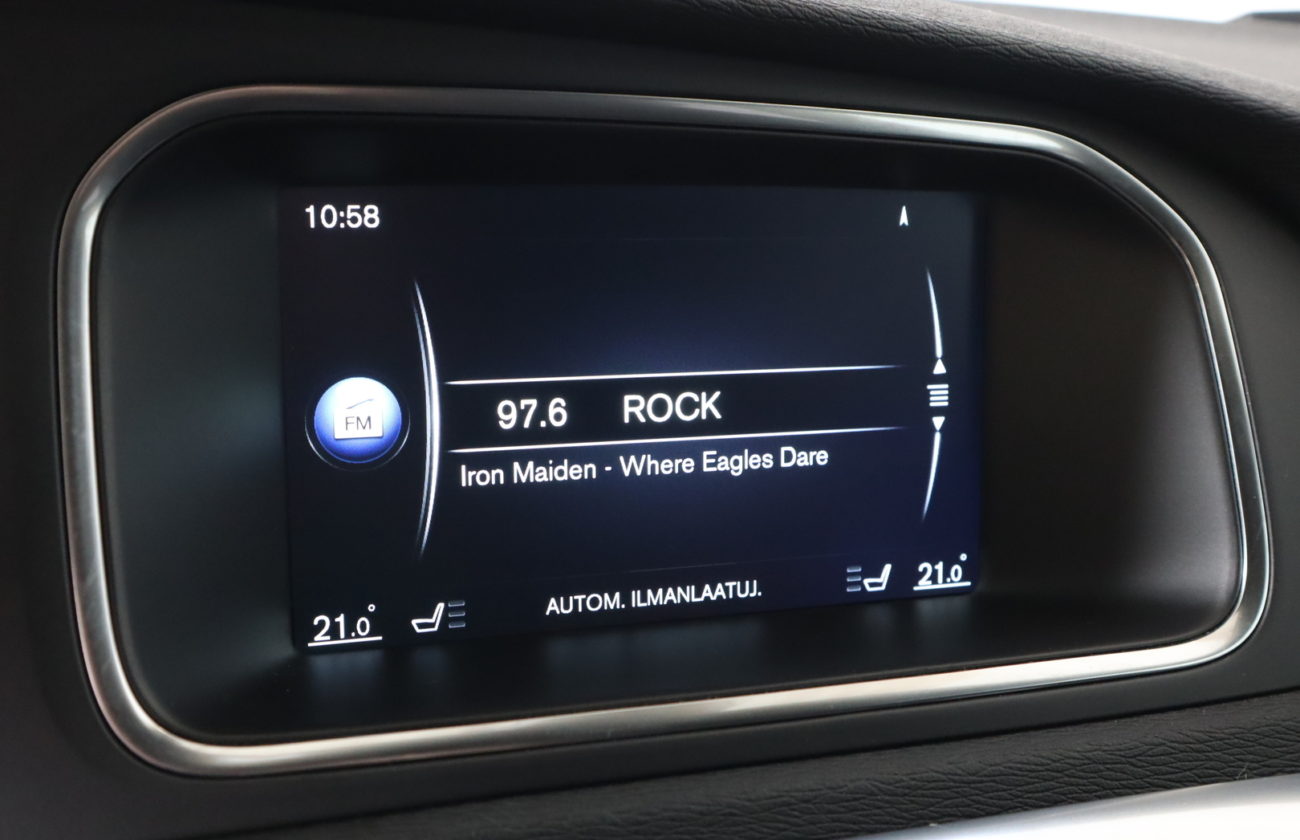 10:58
FM
97.6 ROCK
Iron Maiden - Where Eagles Dare
21.0° AUTOM. ILMANLAATUJ. 21.0°